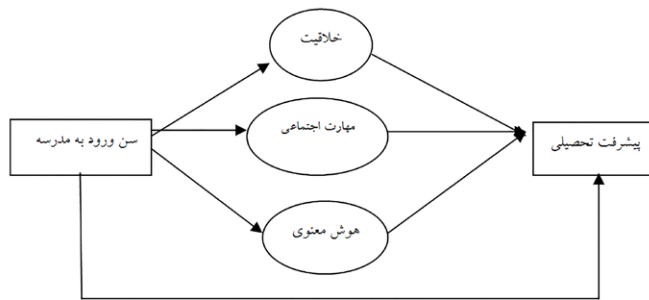 خلاقیت
سن ورود به مدرسه
مهارت اجتماعی
پیشرفت تحصیلی
هوش معنوی